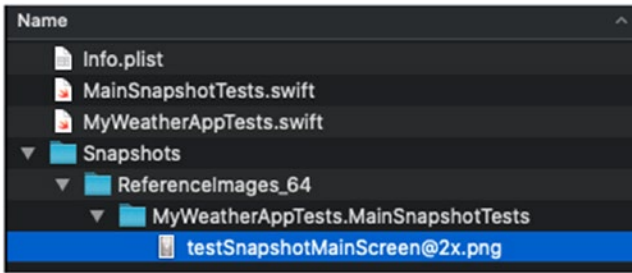 Name
Info.plist
MainSnapshotTests.swift
MyWeatherAppTests.swift
Snapshots
ReferenceImages_64
MyWeatherAppTests.MainSnapshotTests
testSnapshotMainScreen@2x.png